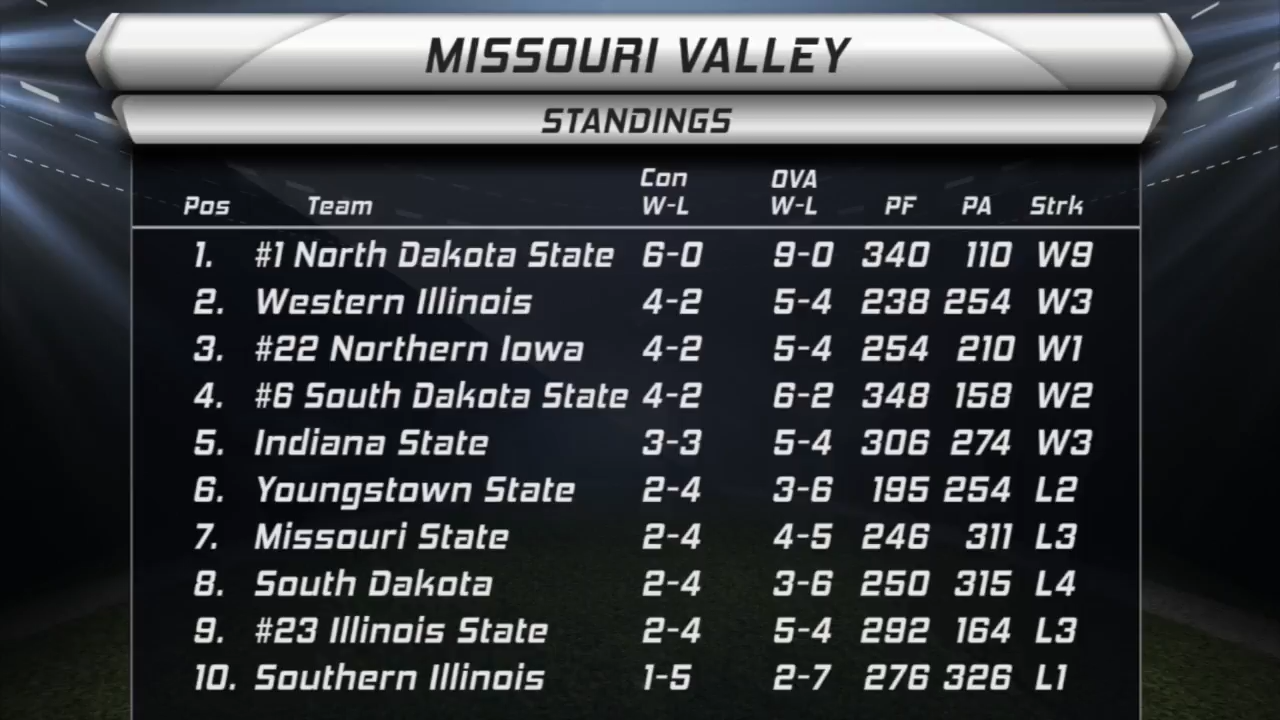 MISSOURI VALLEY
STANDINGS
Con OVA
Pos Team W-L W-L PF PA Strk
1. #1 North Dakota State 6-0 9-0 340 110 W9
2. Western Illinois 4-2 5-4 238 254 W3
3. #22 Northern Iowa 4-2 5-4 254 210 W1
4. #6 South Dakota State 4-2 6-2 348 158 W2
5. Indiana State 3-3 5-4 306 274 W3
6. Youngstown State 2-4 3-6 195 254 L2
7. Missouri State 2-4 4-5 246 311 L3
8. South Dakota 2-4 3-6 250 315 L4
9. #23 Illinois State 2-4 5-4 292 164 L3
10. Southern Illinois 1-5 2-7 276 326 L1